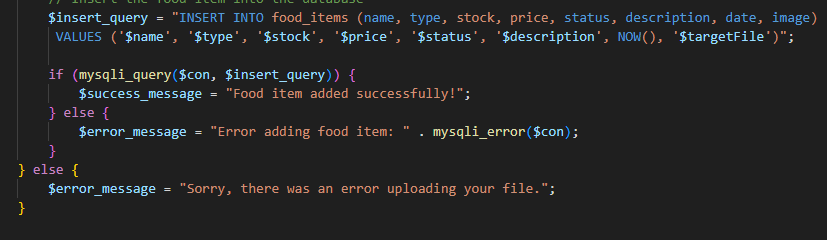 // Insert the food item into the database
$insert_query = "INSERT INTO food_items (name, type, stock, price, status, description, date, image)
VALUES ('$name', '$type', '$stock', '$price', '$status', '$description', NOW(), '$targetFile')";
if (mysqli_query($con, $insert_query)) {
$success_message = "Food item added successfully!";
} else {
$error_message = "Error adding food item: " . mysqli_error($con);
}
} else {
$error_message = "Sorry, there was an error uploading your file.";
}